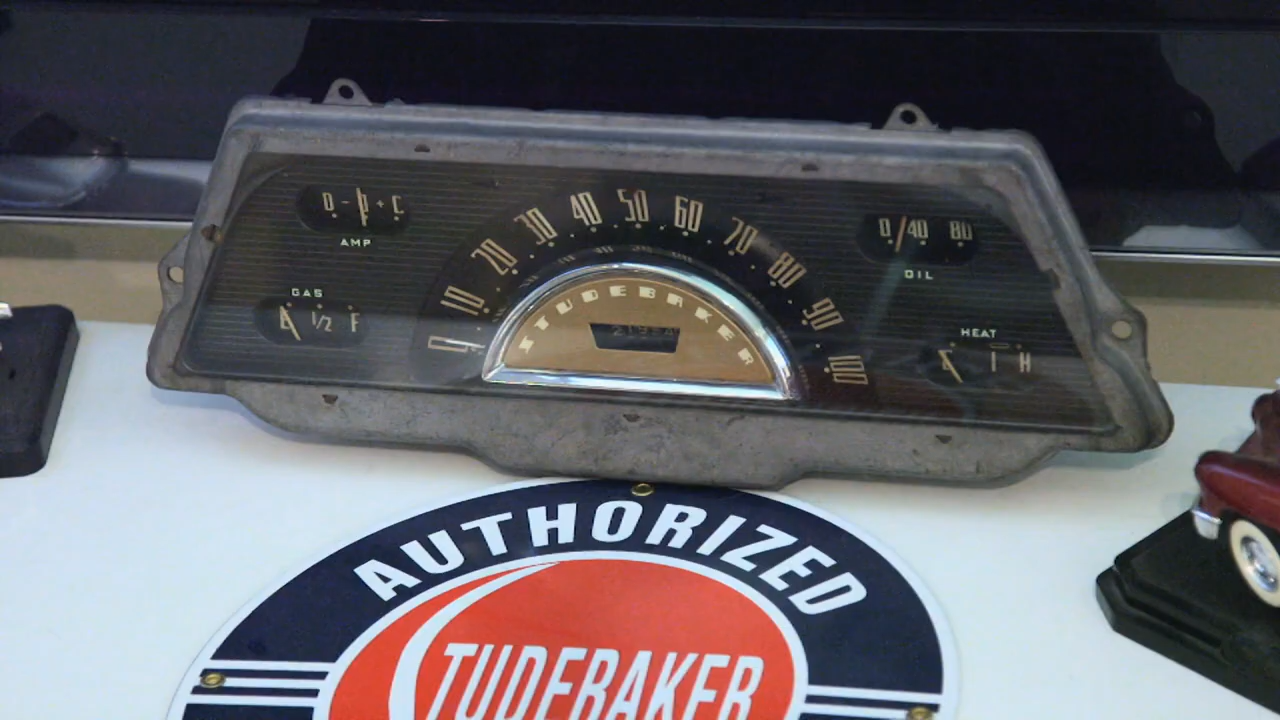 D - + C
AMP
GAS
E 1/2 F
0 10 20 30 40 50 60 70 80 90 100
STUDEBAKER
0 40 80
OIL
HEAT
H
AUTHORIZED
TUDEBAKER